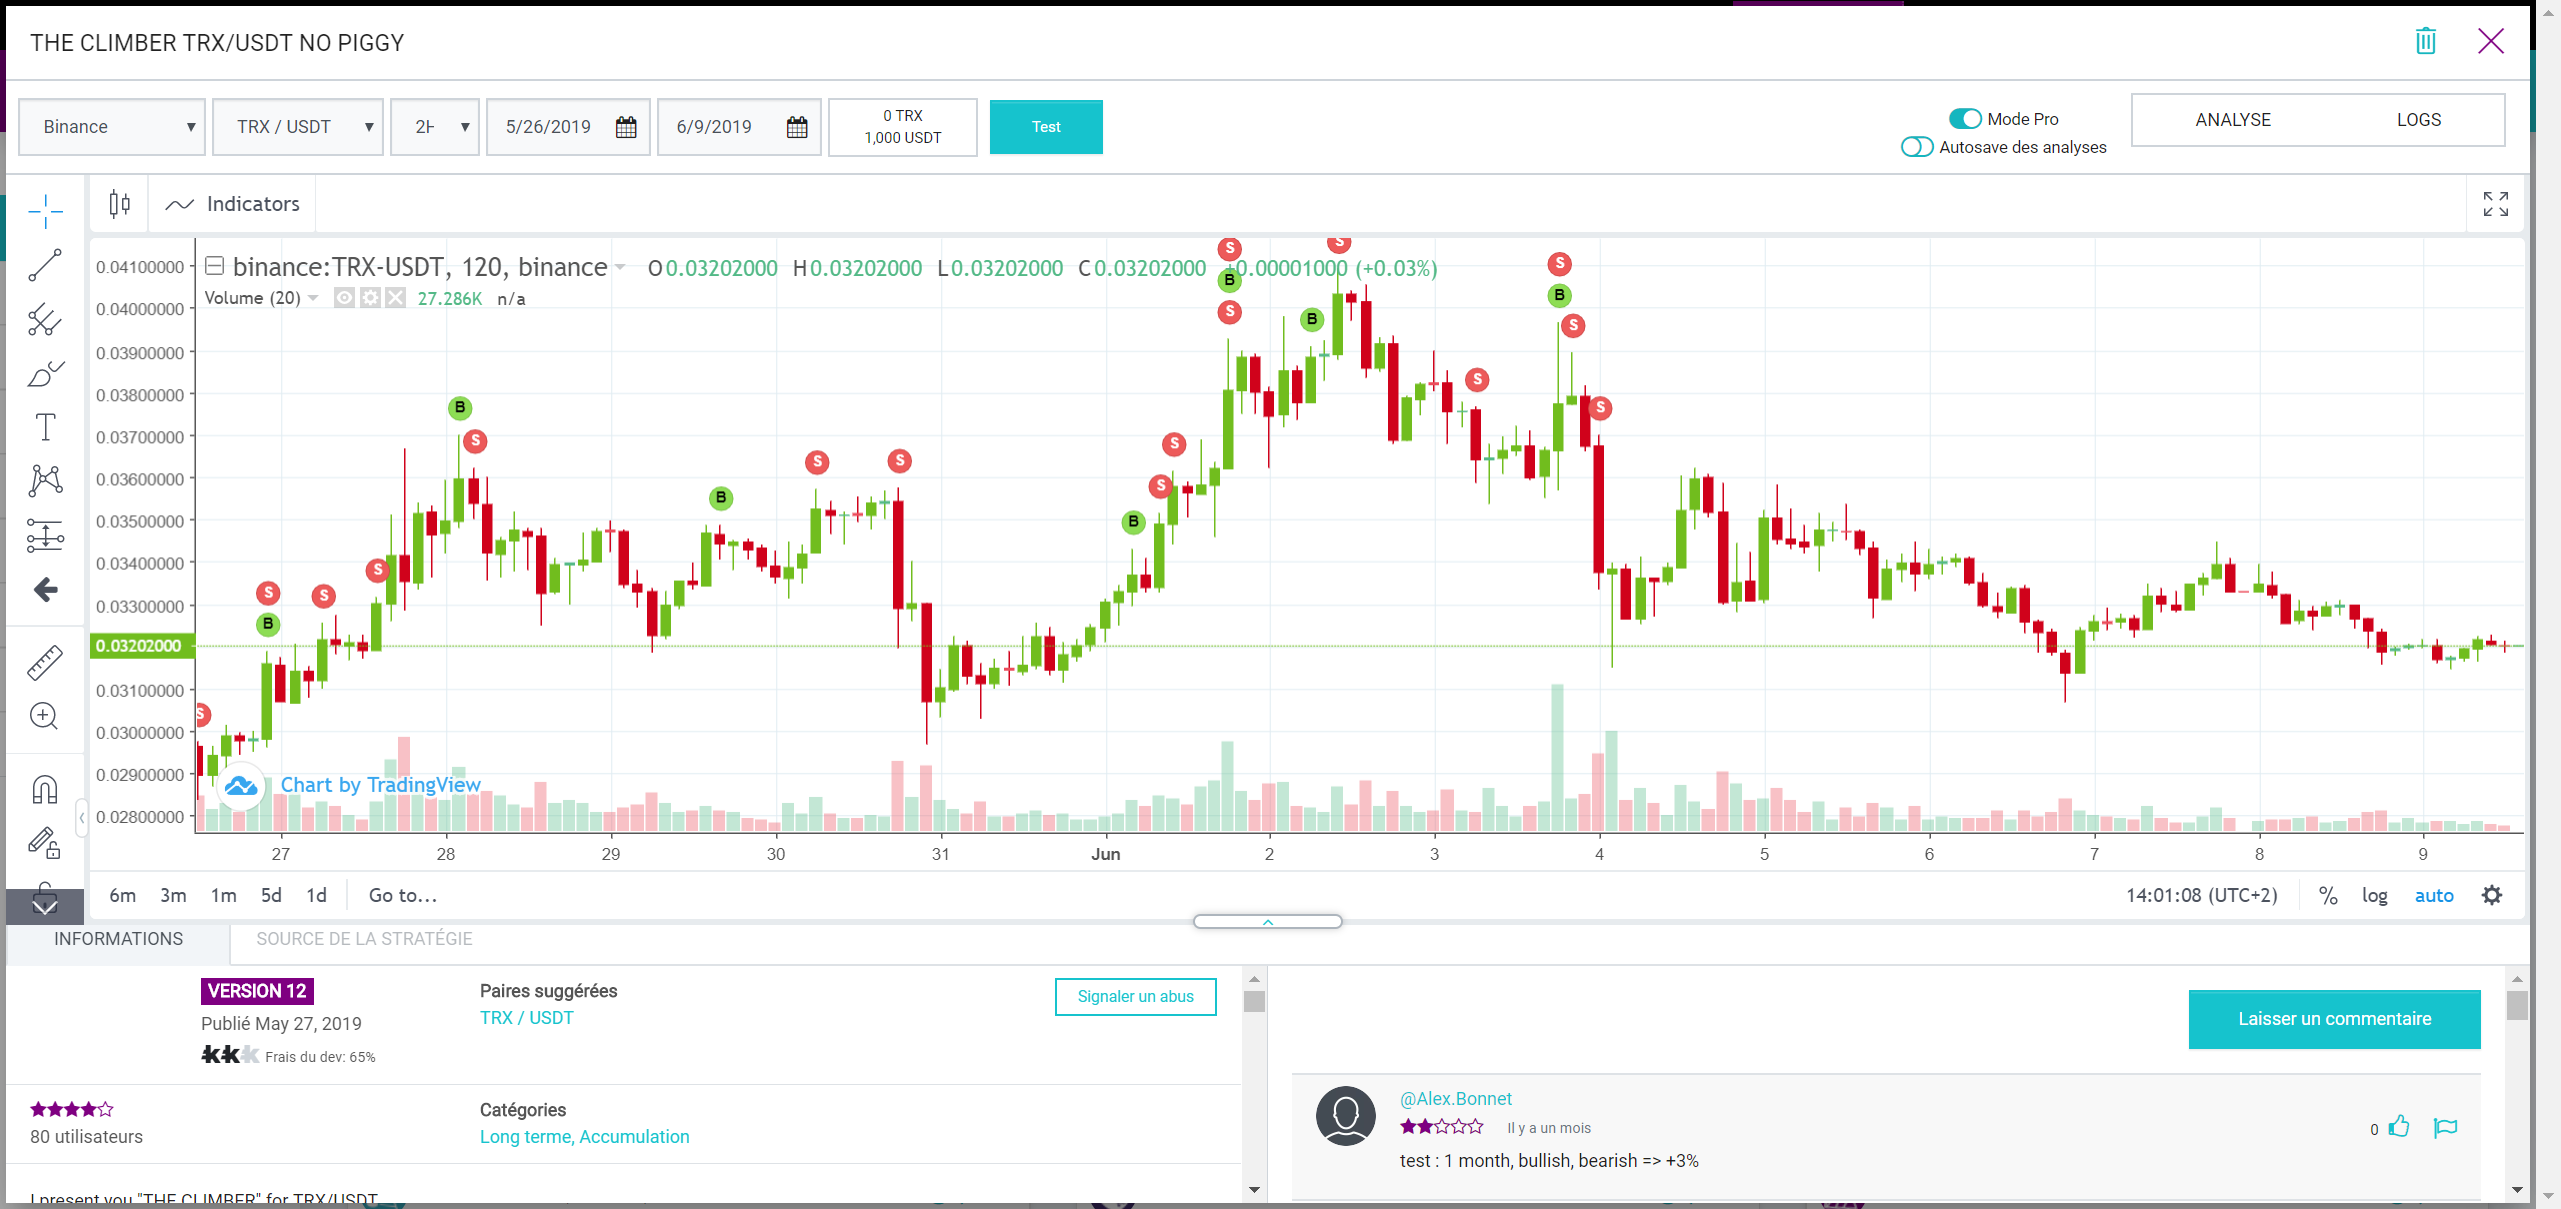 THE CLIMBER TRX/USDT NO PIGGY
Binance
TRX / USDT
2H
5/26/2019
6/9/2019
0 TRX
1,000 USDT
Test
Mode Pro
Autosave des analyses
ANALYSE
LOGS
Indicators
binance:TRX-USDT, 120, binance
O 0.03202000 H 0.03202000 L 0.03202000 C 0.03202000 +0.00001000 (+0.03%)
Volume (20) 27.286K n/a
0.04100000
0.04000000
0.03900000
0.03800000
0.03700000
0.03600000
0.03500000
0.03400000
0.03300000
0.03202000
0.03100000
0.03000000
0.02900000
0.02800000
S
S
B
S
S
B
S
B
S
S
B
S
S
S
B
S
B
S
S
S
B
S
S
Chart by TradingView
27 28 29 30 31 Jun 2 3 4 5 6 7 8 9
6m 3m 1m 5d 1d Go to...
14:01:08 (UTC+2) % log auto
INFORMATIONS
SOURCE DE LA STRATÉGIE
VERSION 12
Publié May 27, 2019
Frais du dev: 65%
Paires suggérées
TRX / USDT
Signaler un abus
80 utilisateurs
Catégories
Long terme, Accumulation
I present you "THE CLIMBER" for TRX/USDT
Laisser un commentaire
@Alex.Bonnet
Il y a un mois
0
test : 1 month, bullish, bearish => +3%